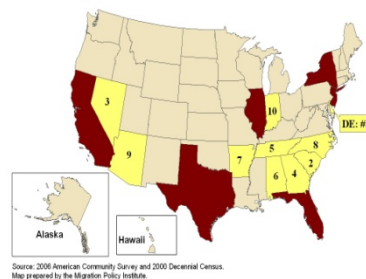 3
10
DE: #
5
8
9
7
2
6
4
Alaska
Hawaii
Source: 2006 American Community Survey and 2000 Decennial Census.
Map prepared by the Migration Policy Institute.